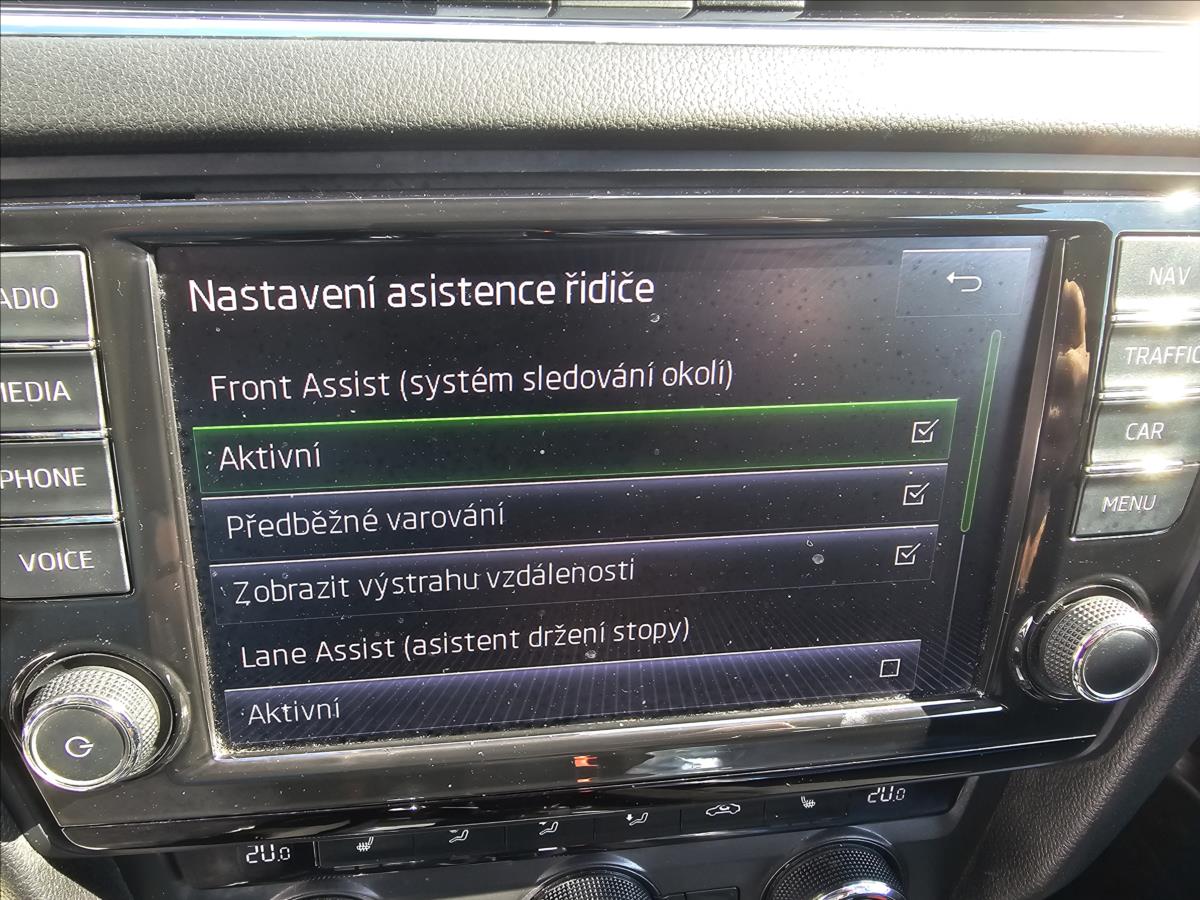 Nastavení asistence řidiče
Front Assist (systém sledování okolí)
Aktivní
Předběžné varování
Zobrazit výstrahu vzdálenosti
Lane Assist (asistent držení stopy)
Aktivní
ADIO
MEDIA
PHONE
VOICE
NAV
TRAFFIC
CAR
MENU
20.0
20.0